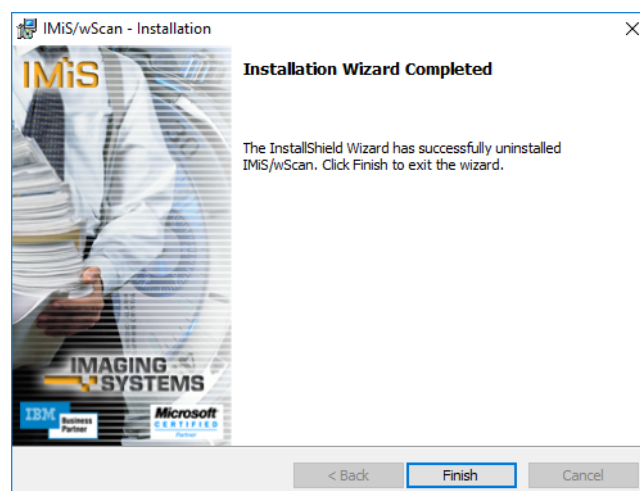 IMiS/wScan - Installation
IMiS
Installation Wizard Completed
The InstallShield Wizard has successfully uninstalled
IMiS/wScan. Click Finish to exit the wizard.
IMAGING
SYSTEMS
IBM Business
Partner
Microsoft
CERTIFIED
Partner
< Back
Finish
Cancel